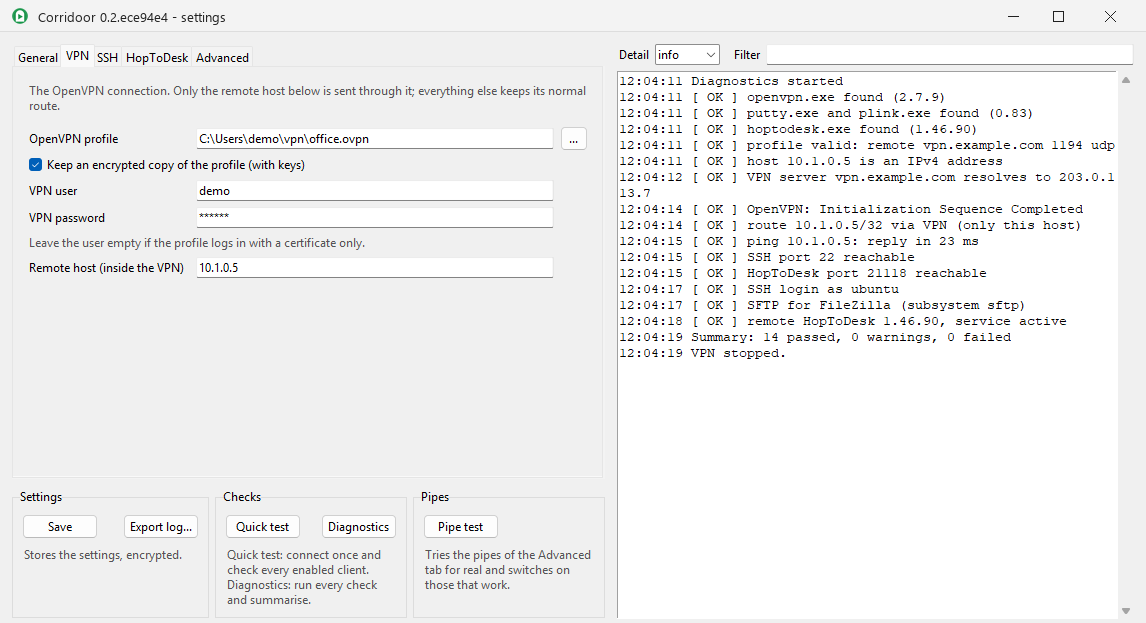 Corridoor 0.2.ece94e4 - settings
General VPN SSH HopToDesk Advanced
The OpenVPN connection. Only the remote host below is sent through it; everything else keeps its normal
route.
OpenVPN profile C:\Users\demo\vpn\office.ovpn ...
Keep an encrypted copy of the profile (with keys)
VPN user demo
VPN password ******
Leave the user empty if the profile logs in with a certificate only.
Remote host (inside the VPN) 10.1.0.5
Settings
Save Export log...
Stores the settings, encrypted.
Checks
Quick test Diagnostics
Quick test: connect once and
check every enabled client.
Diagnostics: run every check
and summarise.
Pipes
Pipe test
Tries the pipes of the Advanced
tab for real and switches on
those that work.
Detail info Filter
12:04:11 Diagnostics started
12:04:11 [ OK ] openvpn.exe found (2.7.9)
12:04:11 [ OK ] putty.exe and plink.exe found (0.83)
12:04:11 [ OK ] hoptodesk.exe found (1.46.90)
12:04:11 [ OK ] profile valid: remote vpn.example.com 1194 udp
12:04:11 [ OK ] host 10.1.0.5 is an IPv4 address
12:04:12 [ OK ] VPN server vpn.example.com resolves to 203.0.1
13.7
12:04:14 [ OK ] OpenVPN: Initialization Sequence Completed
12:04:14 [ OK ] route 10.1.0.5/32 via VPN (only this host)
12:04:15 [ OK ] ping 10.1.0.5: reply in 23 ms
12:04:15 [ OK ] SSH port 22 reachable
12:04:15 [ OK ] HopToDesk port 21118 reachable
12:04:17 [ OK ] SSH login as ubuntu
12:04:17 [ OK ] SFTP for FileZilla (subsystem sftp)
12:04:18 [ OK ] remote HopToDesk 1.46.90, service active
12:04:19 Summary: 14 passed, 0 warnings, 0 failed
12:04:19 VPN stopped.